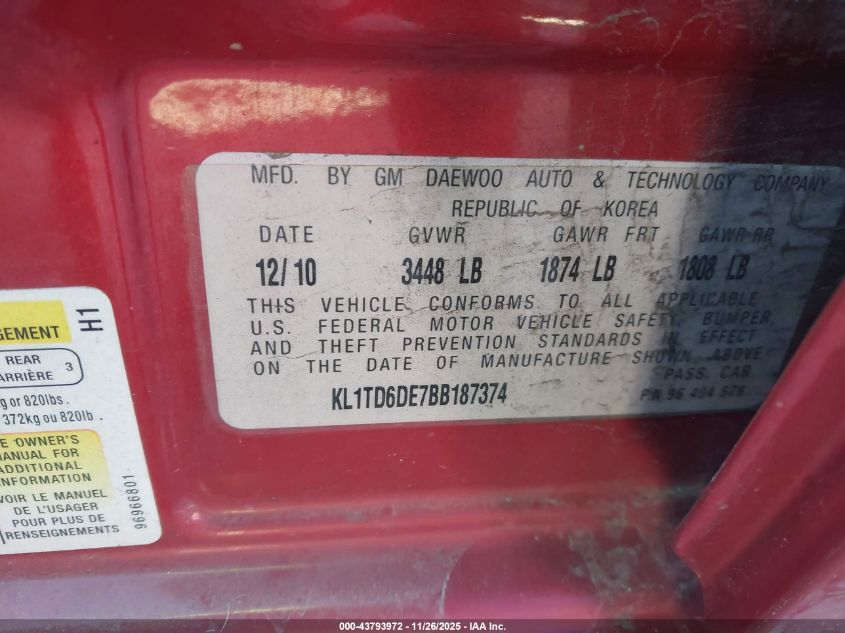 MFD. BY GM DAEWOO AUTO & TECHNOLOGY COMPANY
REPUBLIC OF KOREA
DATE GVWR GAWR FRT GAWR RR
12/10 3448 LB 1874 LB 1808 LB
THIS VEHICLE CONFORMS TO ALL APPLICABLE
U.S. FEDERAL MOTOR VEHICLE SAFETY, BUMPER,
AND THEFT PREVENTION STANDARDS IN EFFECT
ON THE DATE OF MANUFACTURE SHOWN ABOVE
PASS. CAR
KL1TD6DE7BB187374 P/N 96 494 578
GEMENT
H1
REAR
ARRIÈRE 3
g or 820lbs.
372kg ou 820lb.
E OWNER'S
MANUAL FOR
ADDITIONAL
INFORMATION
VOIR LE MANUEL
DE L'USAGER
POUR PLUS DE
RENSEIGNEMENTS
96966801
000-43793972 - 11/26/2025 - IAA Inc.